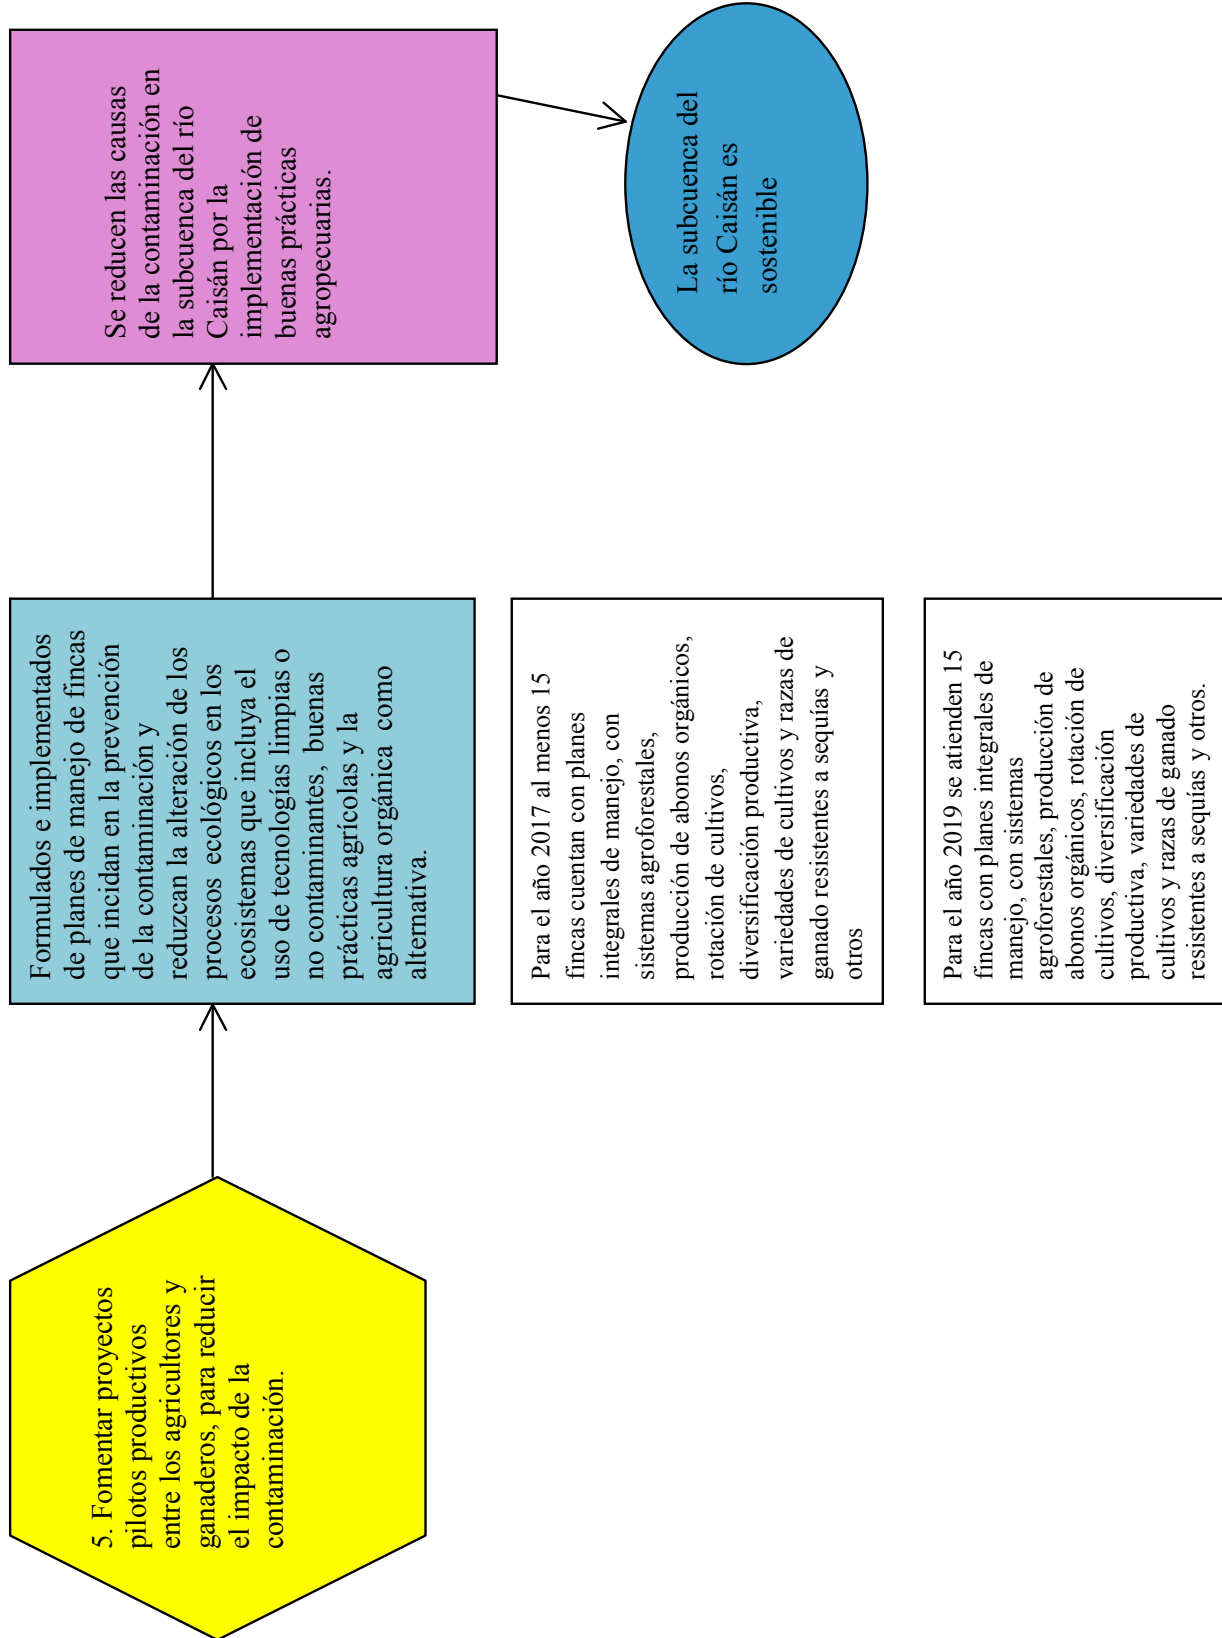 5. Fomentar proyectos
pilotos productivos
entre los agricultores y
ganaderos, para reducir
el impacto de la
contaminación.
Formulados e implementados
de planes de manejo de fincas
que incidan en la prevención
de la contaminación y
reduzcan la alteración de los
procesos ecológicos en los
ecosistemas que incluya el
uso de tecnologías limpias o
no contaminantes, buenas
prácticas agrícolas y la
agricultura orgánica como
alternativa.
Para el año 2017 al menos 15
fincas cuentan con planes
integrales de manejo, con
sistemas agroforestales,
producción de abonos orgánicos,
rotación de cultivos,
diversificación productiva,
variedades de cultivos y razas de
ganado resistentes a sequías y
otros
Para el año 2019 se atienden 15
fincas con planes integrales de
manejo, con sistemas
agroforestales, producción de
abonos orgánicos, rotación de
cultivos, diversificación
productiva, variedades de
cultivos y razas de ganado
resistentes a sequías y otros.
Se reducen las causas
de la contaminación en
la subcuenca del río
Caisán por la
implementación de
buenas prácticas
agropecuarias.
La subcuenca del
río Caisán es
sostenible